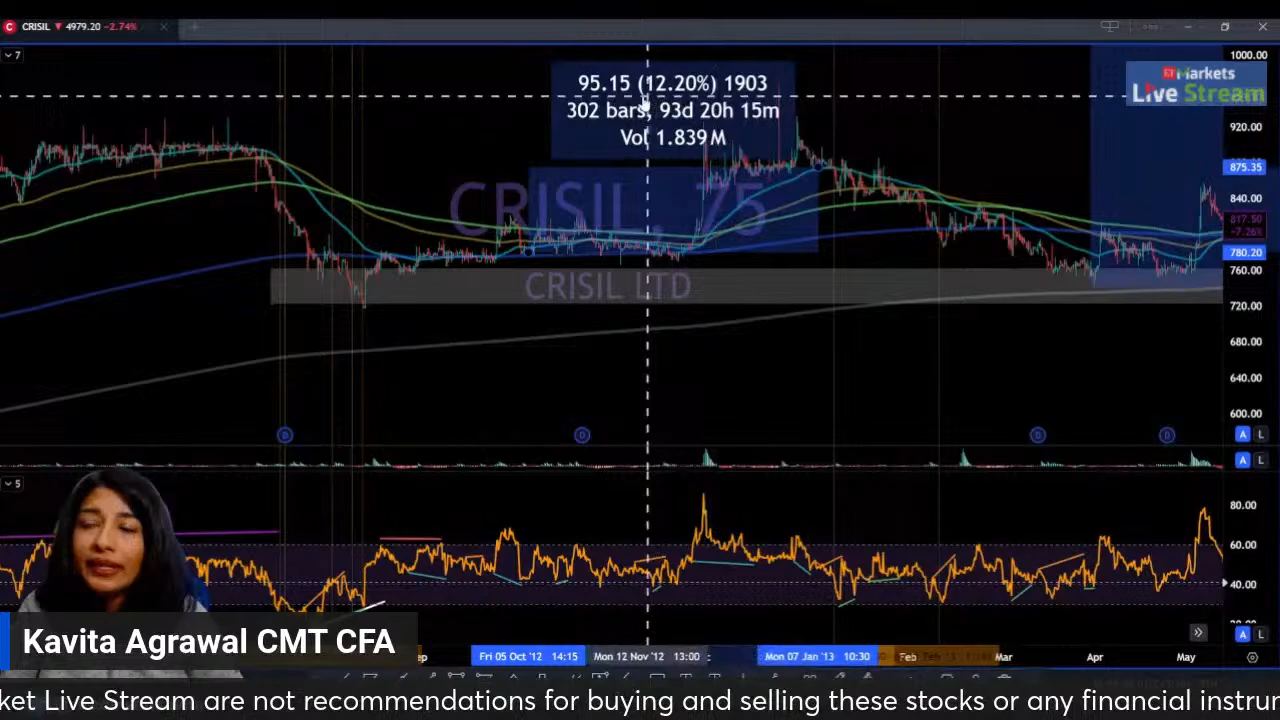 CRISIL ▼ 4979.20 −2.74%
7
1000.00
95.15 (12.20%) 1903
302 bars, 93d 20h 15m
Vol 1.839 M
ET Markets
Live Stream
920.00
875.35
840.00
CRISIL, 75
817.50
−7.26%
780.20
760.00
CRISIL LTD
720.00
680.00
640.00
600.00
D D D D
A L
A L
5
80.00
60.00
40.00
A L
Kavita Agrawal CMT CFA
Fri 05 Oct '12 14:15 Mon 12 Nov '12 13:00 Mon 07 Jan '13 10:30 Feb Mar Apr May
ket Live Stream are not recommendations for buying and selling these stocks or any financial instru